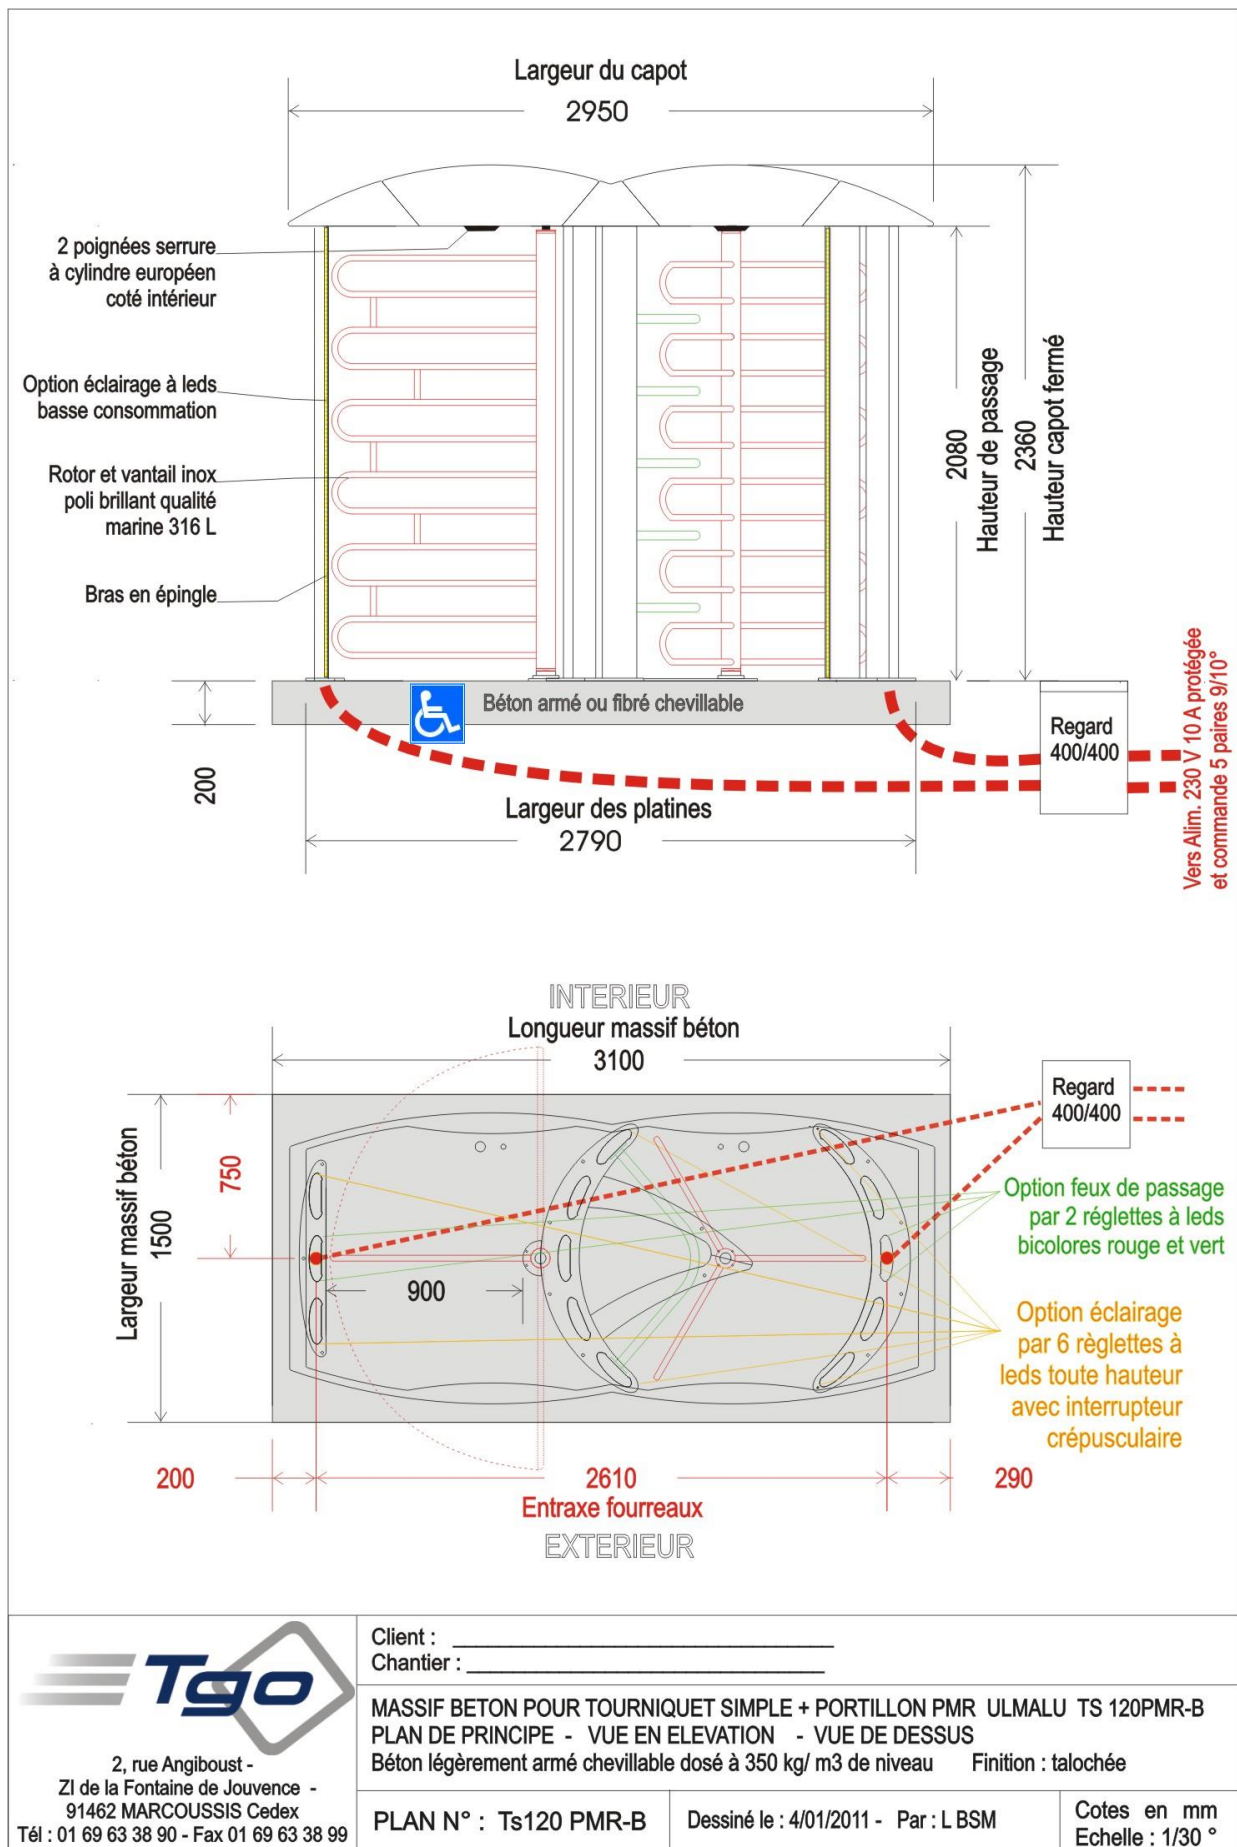 Largeur du capot
2950
2 poignées serrure
à cylindre européen
coté intérieur
Option éclairage à leds
basse consommation
Rotor et vantail inox
poli brillant qualité
marine 316 L
Bras en épingle
2080
Hauteur de passage
2360
Hauteur capot fermé
Béton armé ou fibré chevillable
200
Regard
400/400
Vers Alim. 230 V 10 A protégée
et commande 5 paires 9/10°
Largeur des platines
2790
INTERIEUR
Longueur massif béton
3100
Largeur massif béton
1500
750
900
Regard
400/400
Option feux de passage
par 2 réglettes à leds
bicolores rouge et vert
Option éclairage
par 6 règlettes à
leds toute hauteur
avec interrupteur
crépusculaire
200
2610
290
Entraxe fourreaux
EXTERIEUR
Tgo
2, rue Angiboust -
ZI de la Fontaine de Jouvence -
91462 MARCOUSSIS Cedex
Tél : 01 69 63 38 90 - Fax 01 69 63 38 99
Client :
Chantier :
MASSIF BETON POUR TOURNIQUET SIMPLE + PORTILLON PMR ULMALU TS 120PMR-B
PLAN DE PRINCIPE - VUE EN ELEVATION - VUE DE DESSUS
Béton légèrement armé chevillable dosé à 350 kg/ m3 de niveau Finition : talochée
PLAN N° : Ts120 PMR-B
Dessiné le : 4/01/2011 - Par : L BSM
Cotes en mm
Echelle : 1/30 °